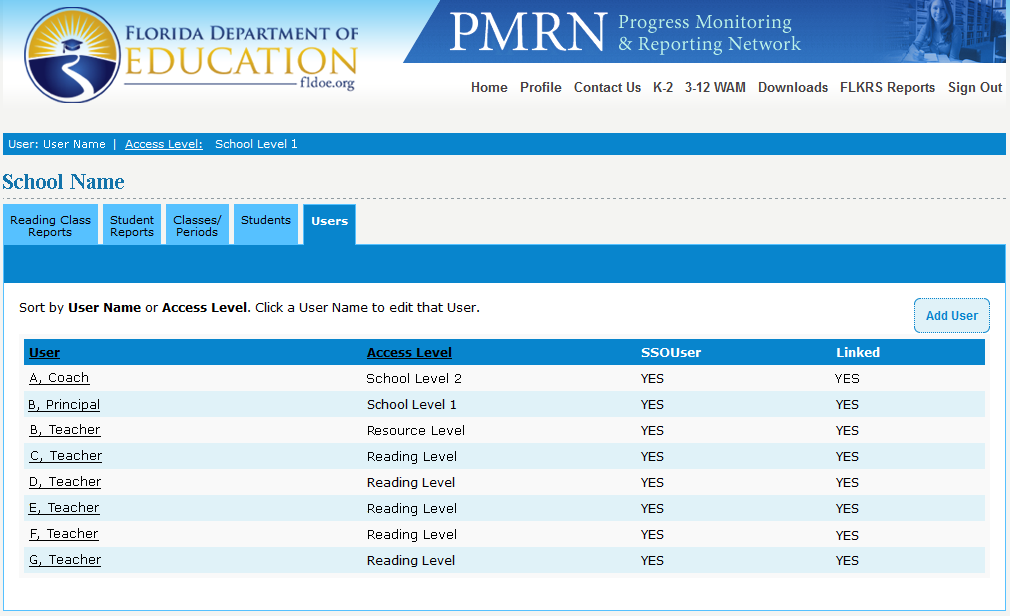 FLORIDA DEPARTMENT OF
EDUCATION
fldoe.org
PMRN Progress Monitoring
& Reporting Network
Home Profile Contact Us K-2 3-12 WAM Downloads FLKRS Reports Sign Out
User: User Name | Access Level: School Level 1
School Name
Reading Class Reports
Student Reports
Classes/ Periods
Students
Users
Sort by User Name or Access Level. Click a User Name to edit that User.
Add User
User Access Level SSOUser Linked
A, Coach School Level 2 YES YES
B, Principal School Level 1 YES YES
B, Teacher Resource Level YES YES
C, Teacher Reading Level YES YES
D, Teacher Reading Level YES YES
E, Teacher Reading Level YES YES
F, Teacher Reading Level YES YES
G, Teacher Reading Level YES YES